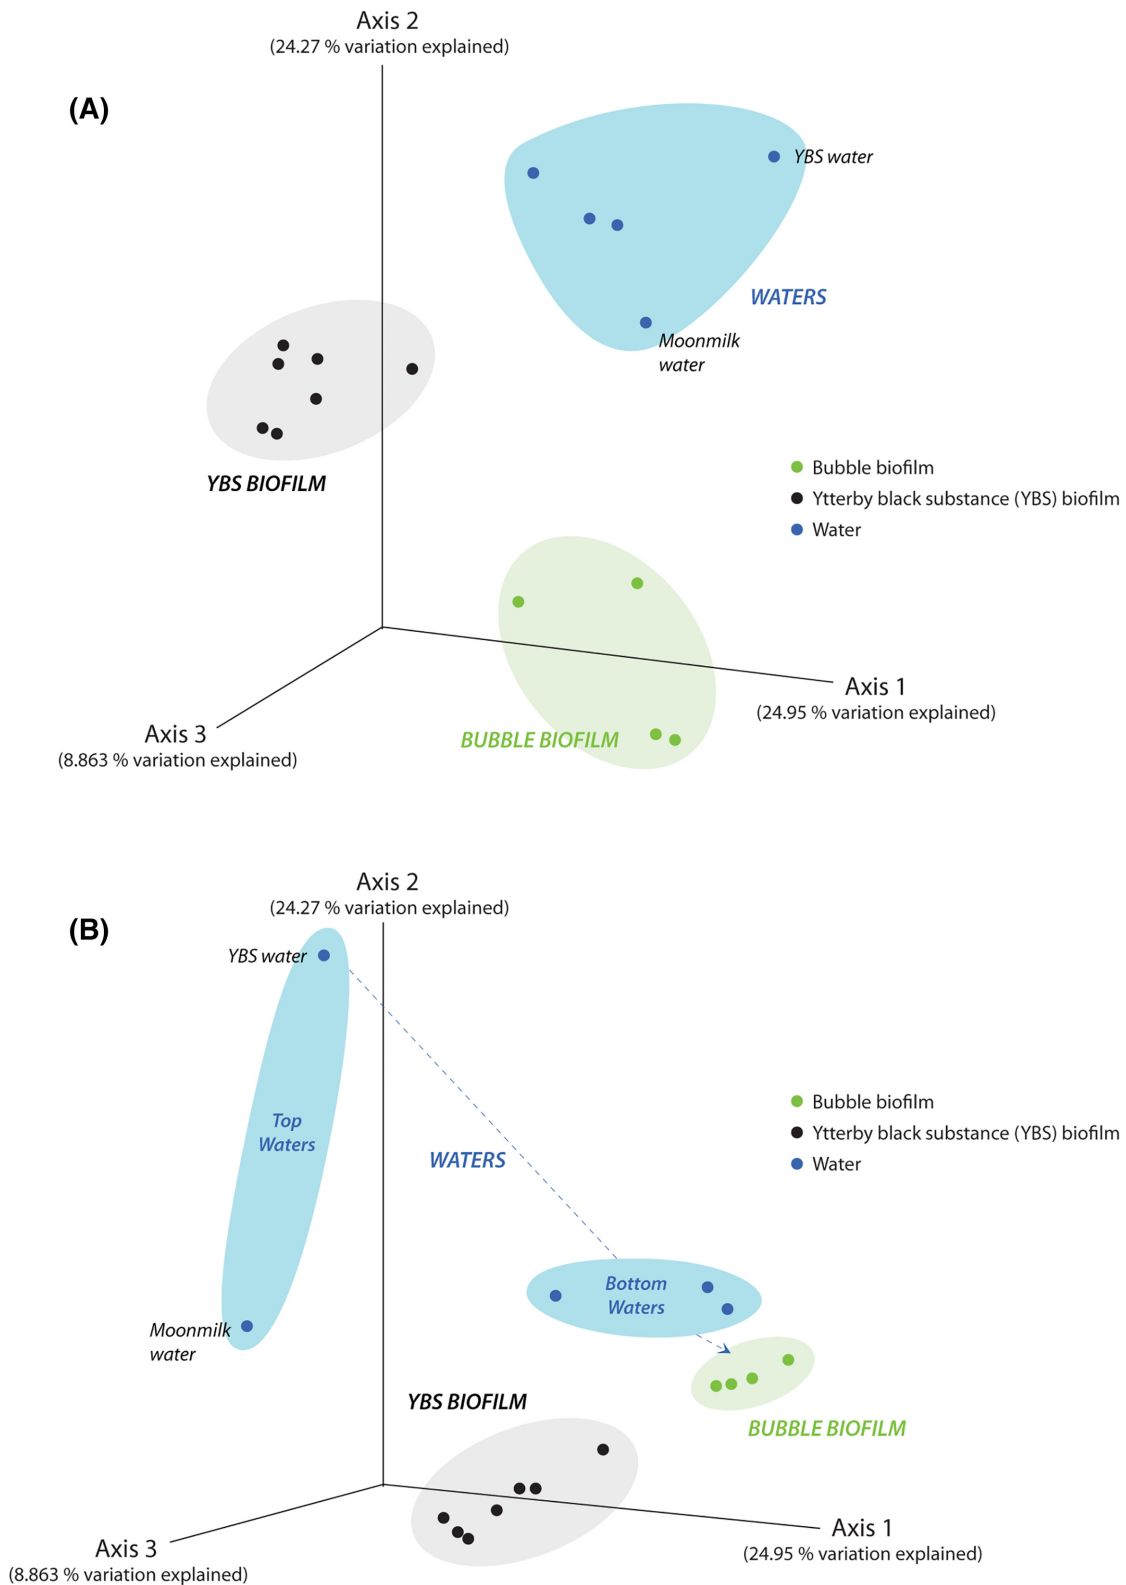 Axis 2
(24.27 % variation explained)
(A)
YBS water
WATERS
Moonmilk
water
Bubble biofilm
YBS BIOFILM
Ytterby black substance (YBS) biofilm
Water
Axis 1
(24.95 % variation explained)
Axis 3
BUBBLE BIOFILM
(8.863 % variation explained)
Axis 2
(24.27 % variation explained)
(B)
YBS water
Bubble biofilm
Top
Waters
Ytterby black substance (YBS) biofilm
WATERS
Water
Bottom
Waters
Moonmilk
water
YBS BIOFILM
BUBBLE BIOFILM
Axis 1
(24.95 % variation explained)
Axis 3
(8.863 % variation explained)